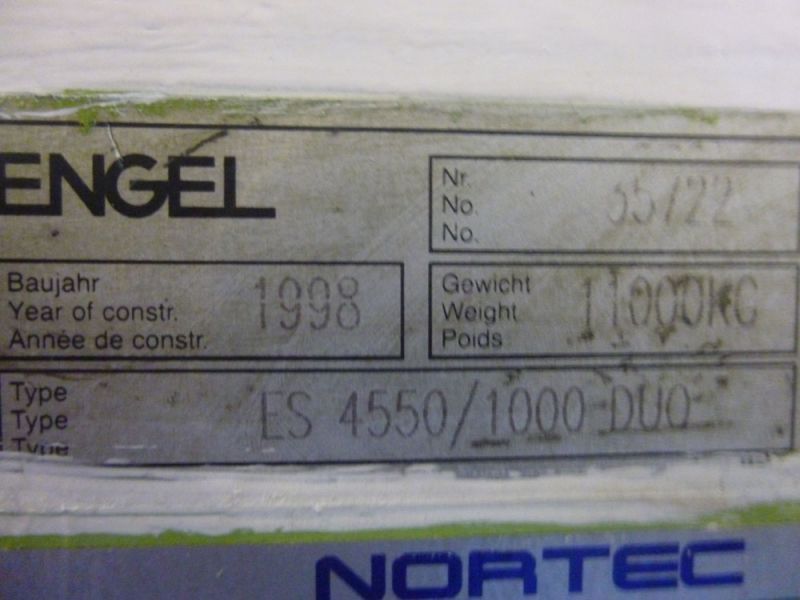 ENGEL
Nr.
No.
No.
Baujahr
Year of constr.
Année de constr.
1998
Gewicht
Weight
Poids
11000KG
Type
Type
Type
ES 4550/1000 DUO
NORTEC